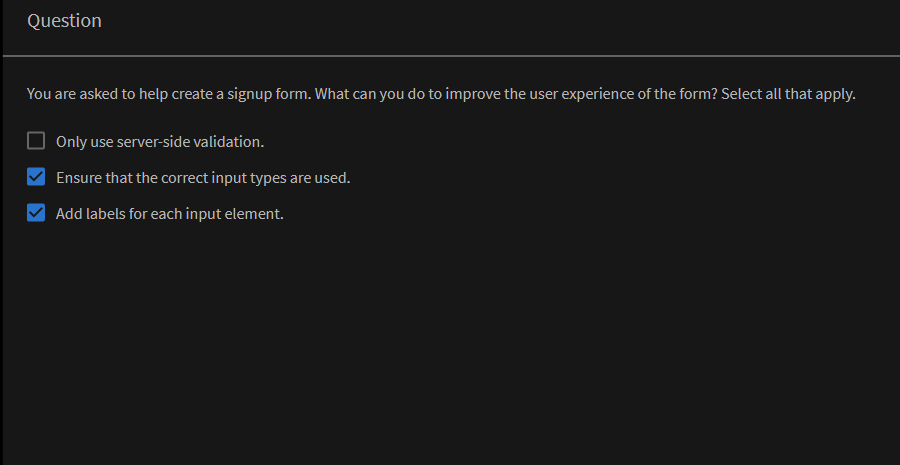 Question
You are asked to help create a signup form. What can you do to improve the user experience of the form? Select all that apply.
Only use server-side validation.
Ensure that the correct input types are used.
Add labels for each input element.